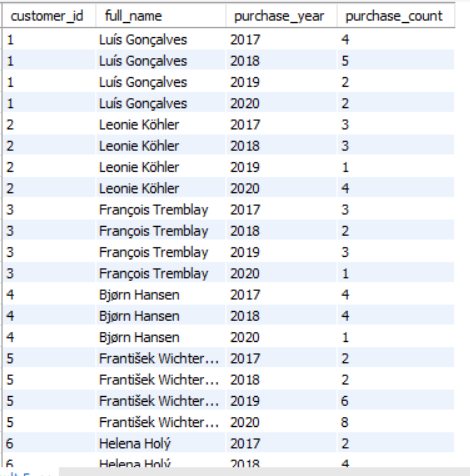 customer_id full_name purchase_year purchase_count
1 Luís Gonçalves 2017 4
1 Luís Gonçalves 2018 5
1 Luís Gonçalves 2019 2
1 Luís Gonçalves 2020 2
2 Leonie Köhler 2017 3
2 Leonie Köhler 2018 3
2 Leonie Köhler 2019 1
2 Leonie Köhler 2020 4
3 François Tremblay 2017 3
3 François Tremblay 2018 2
3 François Tremblay 2019 3
3 François Tremblay 2020 1
4 Bjørn Hansen 2017 4
4 Bjørn Hansen 2018 4
4 Bjørn Hansen 2020 1
5 František Wichter... 2017 2
5 František Wichter... 2018 2
5 František Wichter... 2019 6
5 František Wichter... 2020 8
6 Helena Holý 2017 2
6 Helena Holý 2018 4